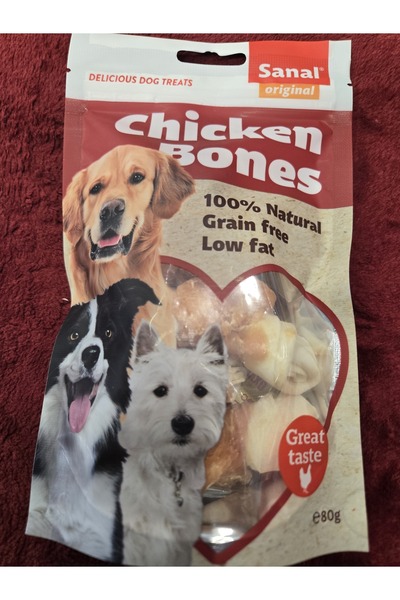 DELICIOUS DOG TREATS
Sanal®
original
Chicken
Bones
100% Natural
Grain free
Low fat
Great
taste
℮80g